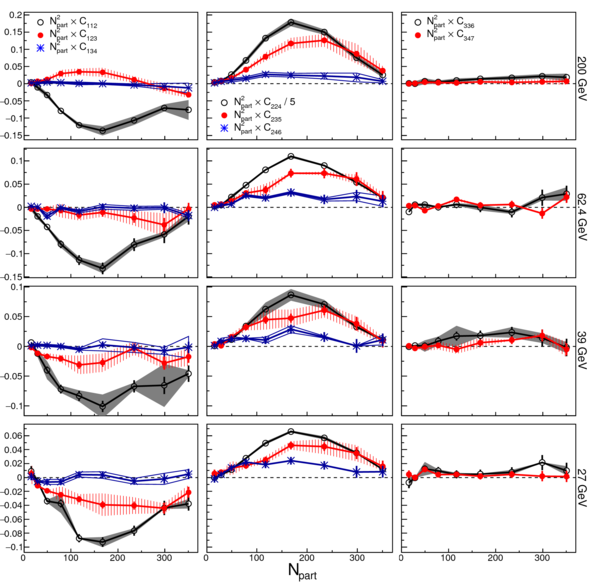 0.2
0.15
0.1
0.05
0
−0.05
−0.1
−0.15
N²part × C112
N²part × C123
N²part × C134
N²part × C224 / 5
N²part × C235
N²part × C246
N²part × C336
N²part × C347
200 GeV
0.1
0.05
0
−0.05
−0.1
−0.15
62.4 GeV
0.1
0.05
0
−0.05
−0.1
39 GeV
0.06
0.04
0.02
0
−0.02
−0.04
−0.06
−0.08
−0.1
27 GeV
0 100 200 300 0 100 200 300 0 100 200 300
Npart